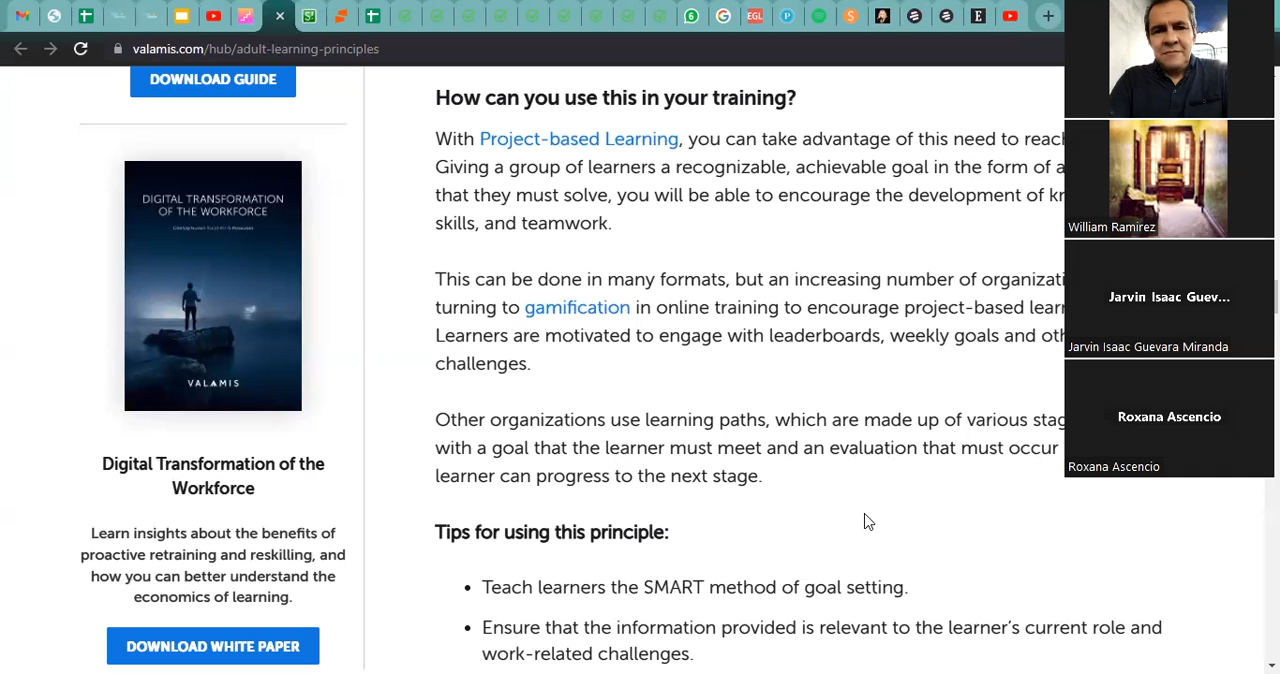 valamis.com/hub/adult-learning-principles
DOWNLOAD GUIDE
DIGITAL TRANSFORMATION
OF THE WORKFORCE
VALAMIS
Digital Transformation of the
Workforce
Learn insights about the benefits of
proactive retraining and reskilling, and
how you can better understand the
economics of learning.
DOWNLOAD WHITE PAPER
How can you use this in your training?
With Project-based Learning, you can take advantage of this need to reac
Giving a group of learners a recognizable, achievable goal in the form of a
that they must solve, you will be able to encourage the development of k
skills, and teamwork.
This can be done in many formats, but an increasing number of organizati
turning to gamification in online training to encourage project-based lear
Learners are motivated to engage with leaderboards, weekly goals and oth
challenges.
Other organizations use learning paths, which are made up of various stag
with a goal that the learner must meet and an evaluation that must occur
learner can progress to the next stage.
Tips for using this principle:
• Teach learners the SMART method of goal setting.
• Ensure that the information provided is relevant to the learner's current role and
work-related challenges.
William Ramirez
Jarvin Isaac Guev...
Jarvin Isaac Guevara Miranda
Roxana Ascencio
Roxana Ascencio
EGL